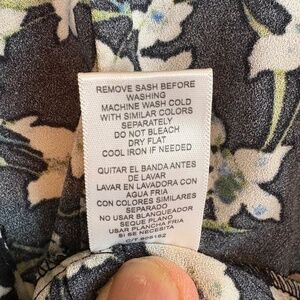 REMOVE SASH BEFORE
WASHING
MACHINE WASH COLD
WITH SIMILAR COLORS
SEPARATELY
DO NOT BLEACH
DRY FLAT
COOL IRON IF NEEDED
QUITAR EL BANDA ANTES
DE LAVAR
LAVAR EN LAVADORA CON
AGUA FRIA
CON COLORES SIMILARES
SEPARADO
NO USAR BLANQUEADOR
SEQUE PLANO
USAR PLANCHA FRIA
SI SE NECESITA